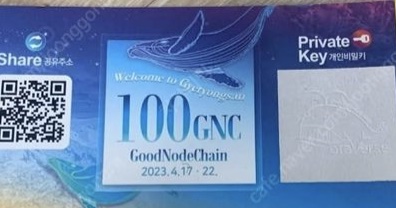 Share 공유주소
Private
Key 개인비밀키
Welcome to Gyeryongsan
100GNC
GoodNodeChain
2023.4.17 - 22.